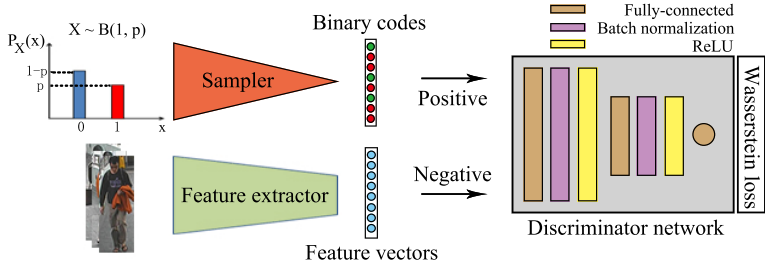 P_X(x)
X ~ B(1, p)
1-p
p
0
1
x
Sampler
Binary codes
Positive
Feature extractor
Feature vectors
Negative
Fully-connected
Batch normalization
ReLU
Wasserstein loss
Discriminator network